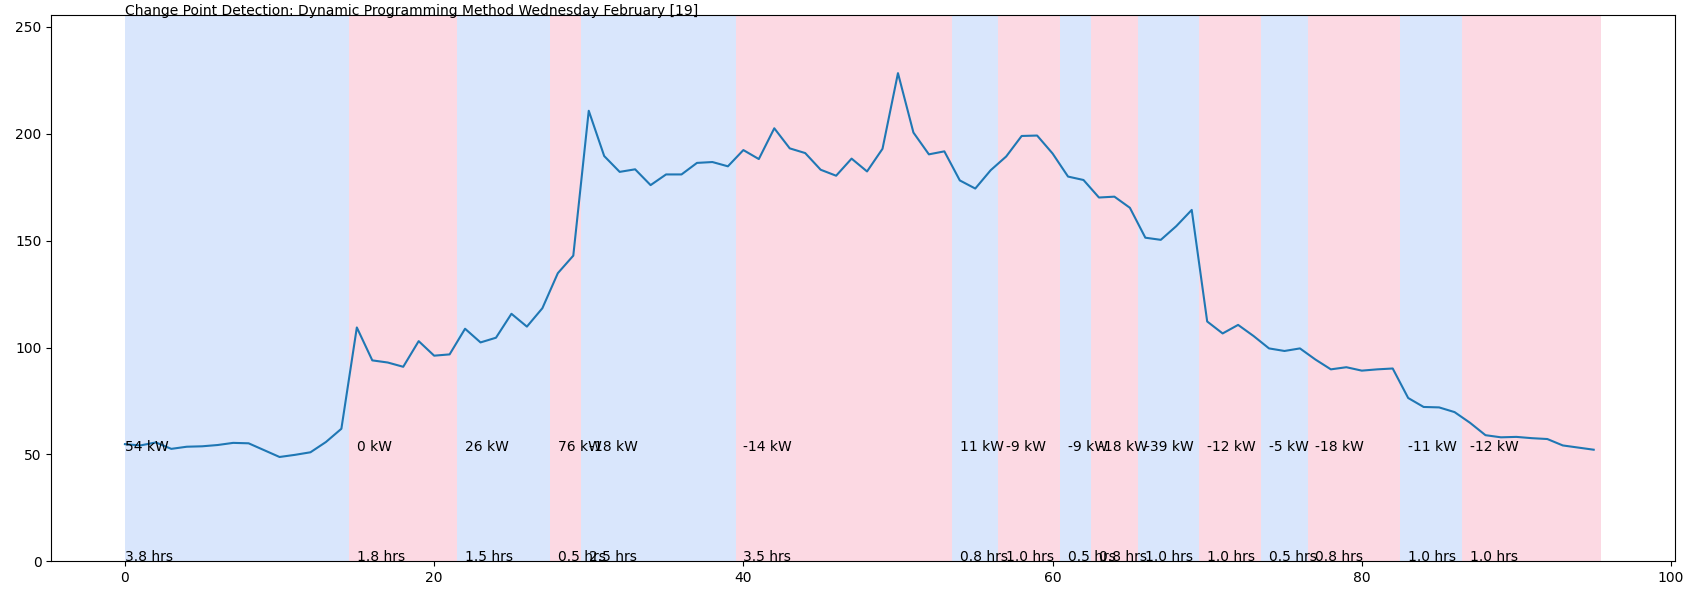 Change Point Detection: Dynamic Programming Method Wednesday February [19]
250
200
150
100
50
0
54 kW 0 kW 26 kW 76 kW -18 kW -14 kW 11 kW -9 kW -9 kW -18 kW -39 kW -12 kW -5 kW -18 kW -11 kW -12 kW
3.8 hrs 1.8 hrs 1.5 hrs 0.5 hrs 2.5 hrs 3.5 hrs 0.8 hrs 1.0 hrs 0.5 hrs 0.8 hrs 1.0 hrs 1.0 hrs 0.5 hrs 0.8 hrs 1.0 hrs 1.0 hrs
0 20 40 60 80 100